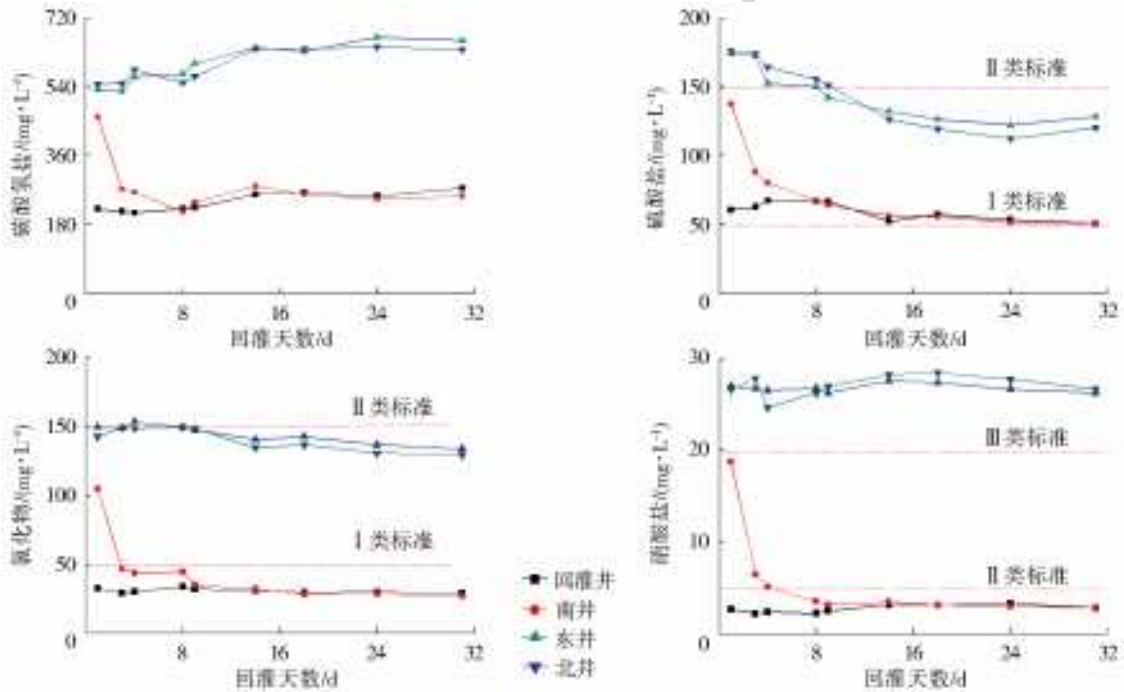 720
540
360
180
0
碳酸氢盐/(mg·L⁻¹)
8
16
24
32
回灌天数/d
200
150
100
50
0
硫酸盐/(mg·L⁻¹)
Ⅱ类标准
Ⅰ类标准
8
16
24
32
回灌天数/d
200
150
100
50
0
氯化物/(mg·L⁻¹)
Ⅱ类标准
Ⅰ类标准
8
16
24
32
回灌天数/d
回灌井
南井
东井
北井
30
20
10
0
硝酸盐/(mg·L⁻¹)
Ⅲ类标准
Ⅱ类标准
8
16
24
32
回灌天数/d